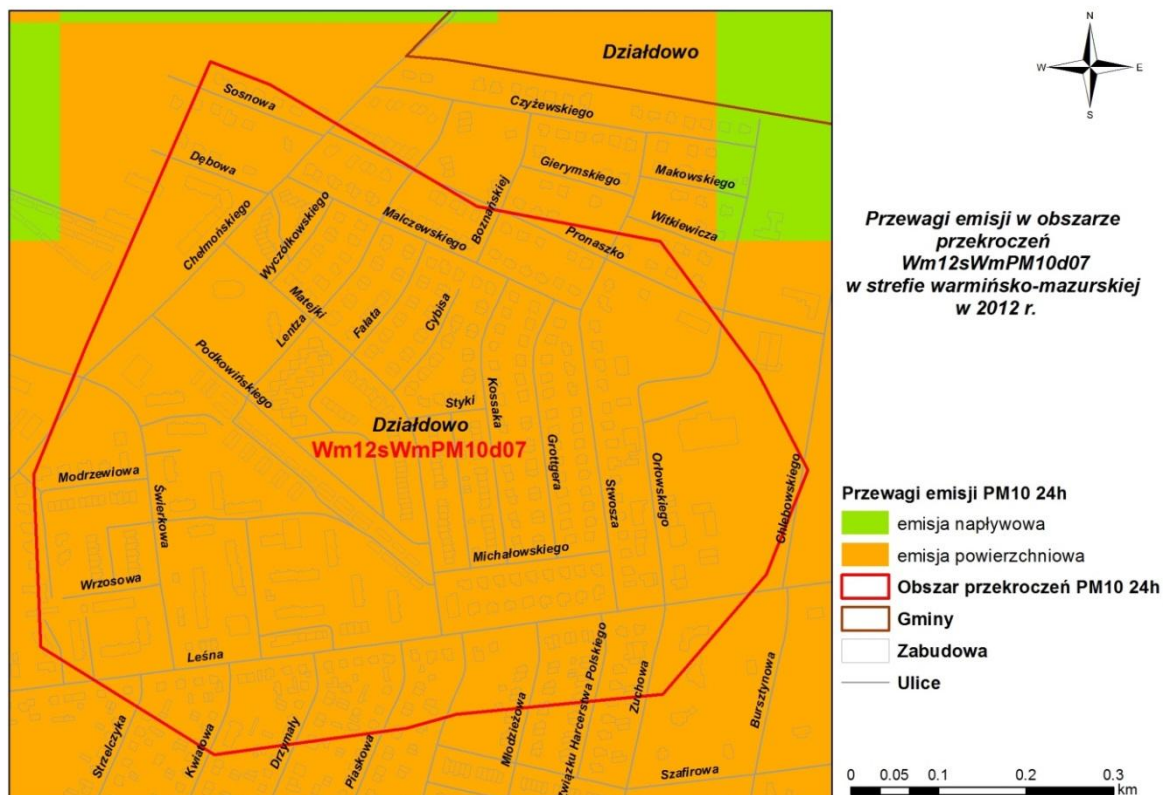 Działdowo
Sosnowa
Czyżewskiego
Dębowa
Gierymskiego
Makowskiego
Boznańskiej
Witkiewicza
Chełmońskiego
Wyczółkowskiego
Malczewskiego
Pronaszko
Matejki
Lentza
Fałata
Cybisa
Podkowińskiego
Styki
Kossaka
Działdowo
Wm12sWmPM10d07
Grottgera
Stwosza
Orłowskiego
Chlebowskiego
Modrzewiowa
Świerkowa
Michałowskiego
Wrzosowa
Leśna
Strzelczyka
Kwiatowa
Drzymały
Piaskowa
Młodzieżowa
Związku Harcerstwa Polskiego
Zuchowa
Bursztynowa
Szafirowa
N
W
E
S
Przewagi emisji w obszarze
przekroczeń
Wm12sWmPM10d07
w strefie warmińsko-mazurskiej
w 2012 r.
Przewagi emisji PM10 24h
emisja napływowa
emisja powierzchniowa
Obszar przekroczeń PM10 24h
Gminy
Zabudowa
Ulice
0 0.05 0.1 0.2 0.3
km